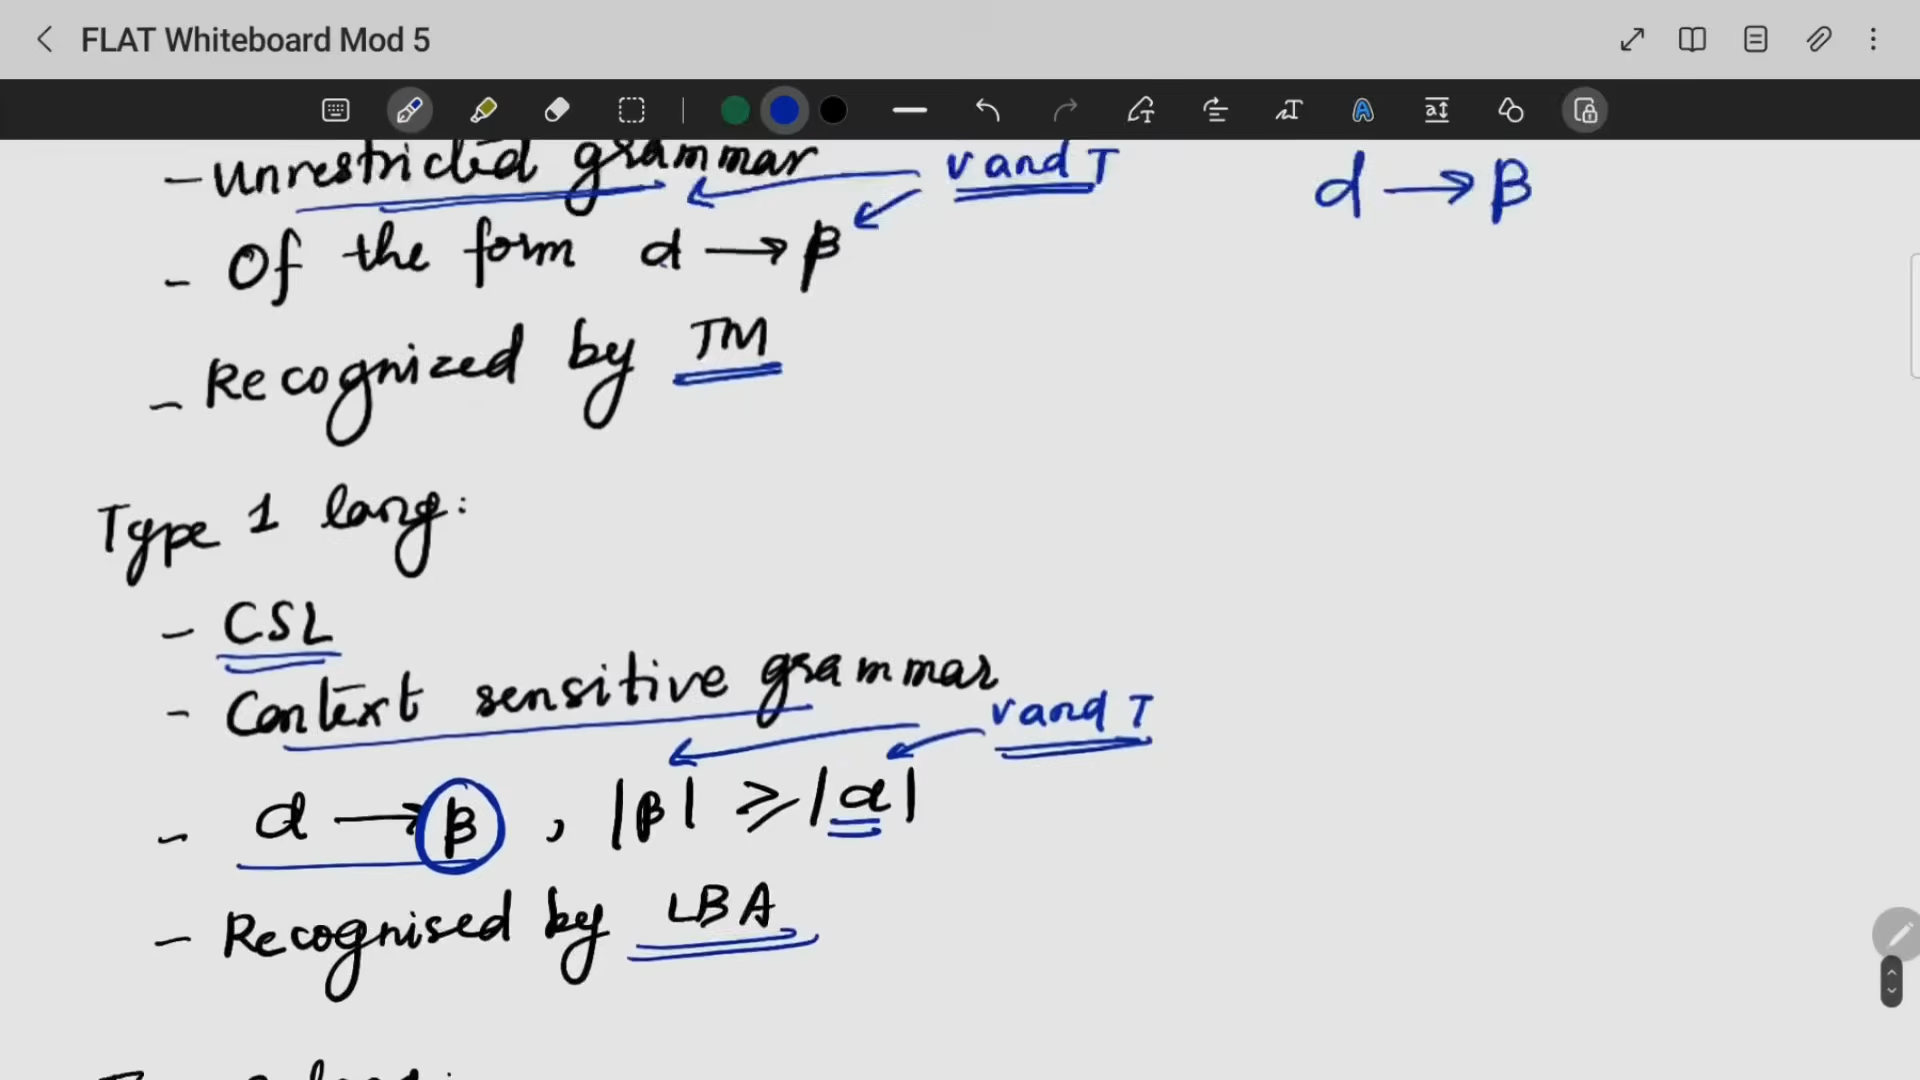 FLAT Whiteboard Mod 5
- Unrestricted grammar V and T α → β
- Of the form α → β
- Recognized by TM
Type 1 lang:
- CSL
- Context sensitive grammar
V and T
- α → β , |β| ≥ |α|
- Recognised by LBA